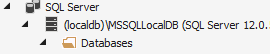 SQL Server
(localdb)\MSSQLLocalDB (SQL Server 12.0.
Databases